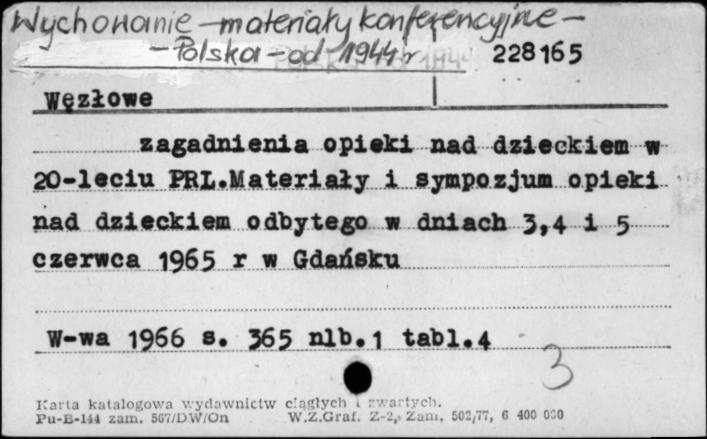 Wychowanie – materiały konferencyjne –
– Polska – od 1944 r
228165
Węzłowe
zagadnienia opieki nad dzieckiem w
20-leciu PRL.Materiały i sympozjum opieki
nad dzieckiem odbytego w dniach 3,4 i 5
czerwca 1965 r w Gdańsku
W-wa 1966 s. 365 nlb.1 tabl.4
3
Karta katalogowa wydawnictw ciągłych i zwartych.
Pu-B-144 zam. 567/DW/On W.Z.Graf. Z-2, Zam. 502/77, 6 400 000